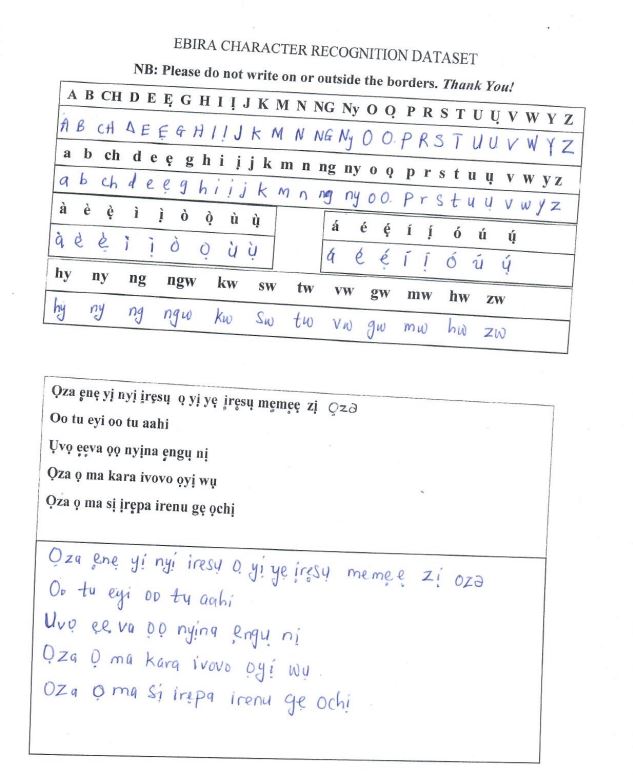 EBIRA CHARACTER RECOGNITION DATASET
NB: Please do not write on or outside the borders. Thank You!
A B CH D E Ẹ G H I Ị J K M N NG Ny O Ọ P R S T U Ụ V W Y Z
A B CH D E Ẹ G H I Ị J K M N NG Ny O O. P R S T U U V W Y Z
a b ch d e ẹ g h i ị j k m n ng ny o ọ p r s t u ụ v w y z
a b ch d e ẹ g h i ị j k m n ng ny o o. p r s t u ụ v w y z
à è ẹ̀ ì ị̀ ò ọ̀ ù ụ̀
à è ẹ̀ ì ị̀ ò ọ ù ụ̀
á é ẹ́ í ị́ ó ú ụ́
á é ẹ́ í ị́ ó ú ụ́
hy ny ng ngw kw sw tw vw gw mw hw zw
hy ny ng ngw kw sw tw vw gw mw hw zw
Ọza ẹnẹ yị nyị ịrẹsụ ọ yị yẹ ịrẹsụ mẹmẹẹ zị ọzə
Oo tu eyi oo tu aahi
Ụvọ ẹẹva ọọ nyịna ẹngụ nị
Ọza ọ ma kara ivovo ọyị wụ
Ọza ọ ma sị ịrẹpa irenu gẹ ọchị
Ọza ẹnẹ yị nyị iresụ ọ yị yẹ ịrẹsụ memẹẹ zị ozə
Oo tu eyi oo tu aahi
Uvọ ẹẹva ọọ nyịna ẹngụ nị
Ọza Ọ ma kara ivovo ọyị wụ
Oza Ọ ma sị irẹpa irenu gẹ ochị